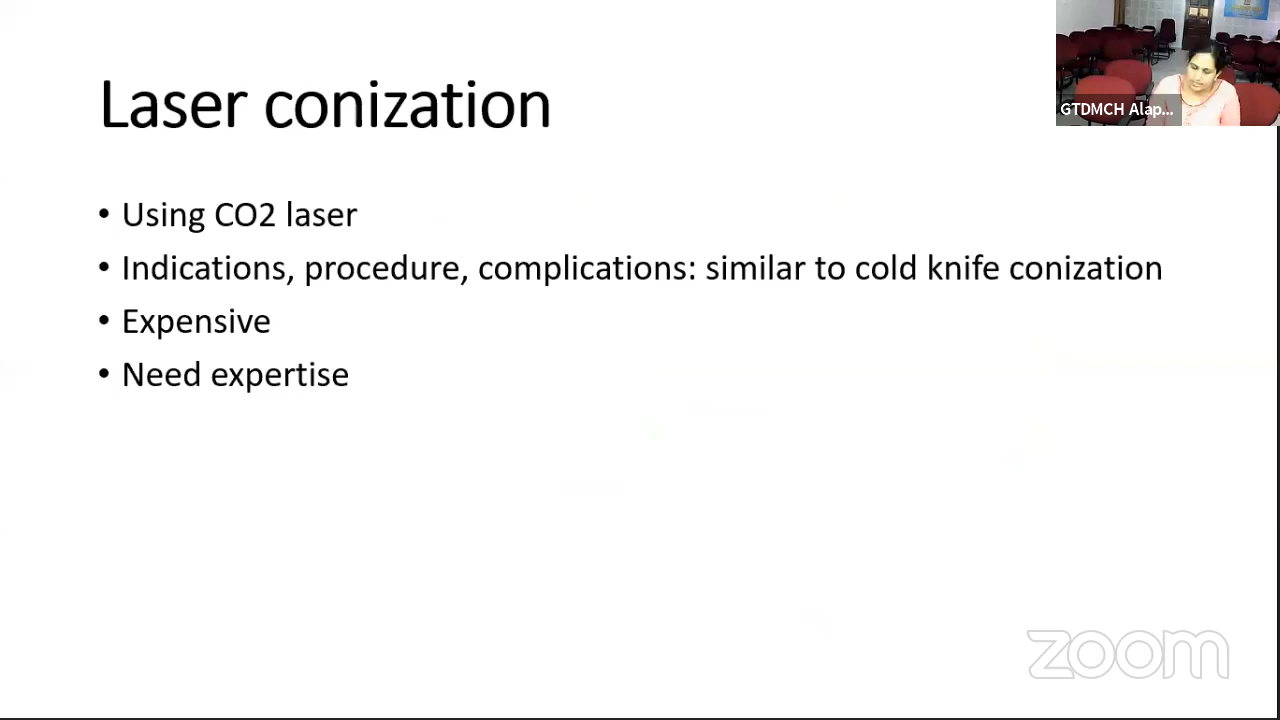 Laser conization
GTDMCH Alap...
• Using CO2 laser
• Indications, procedure, complications: similar to cold knife conization
• Expensive
• Need expertise
zoom